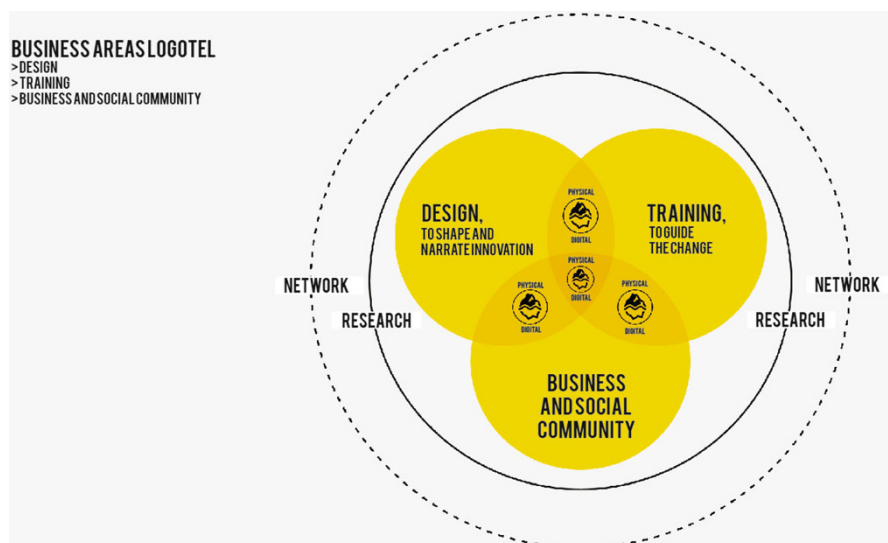 BUSINESS AREAS LOGOTEL
>DESIGN
>TRAINING
>BUSINESS AND SOCIAL COMMUNITY
DESIGN,
TO SHAPE AND
NARRATE INNOVATION
PHYSICAL
DIGITAL
TRAINING,
TO GUIDE
THE CHANGE
PHYSICAL
DIGITAL
PHYSICAL
DIGITAL
PHYSICAL
DIGITAL
NETWORK
NETWORK
RESEARCH
RESEARCH
BUSINESS
AND SOCIAL
COMMUNITY